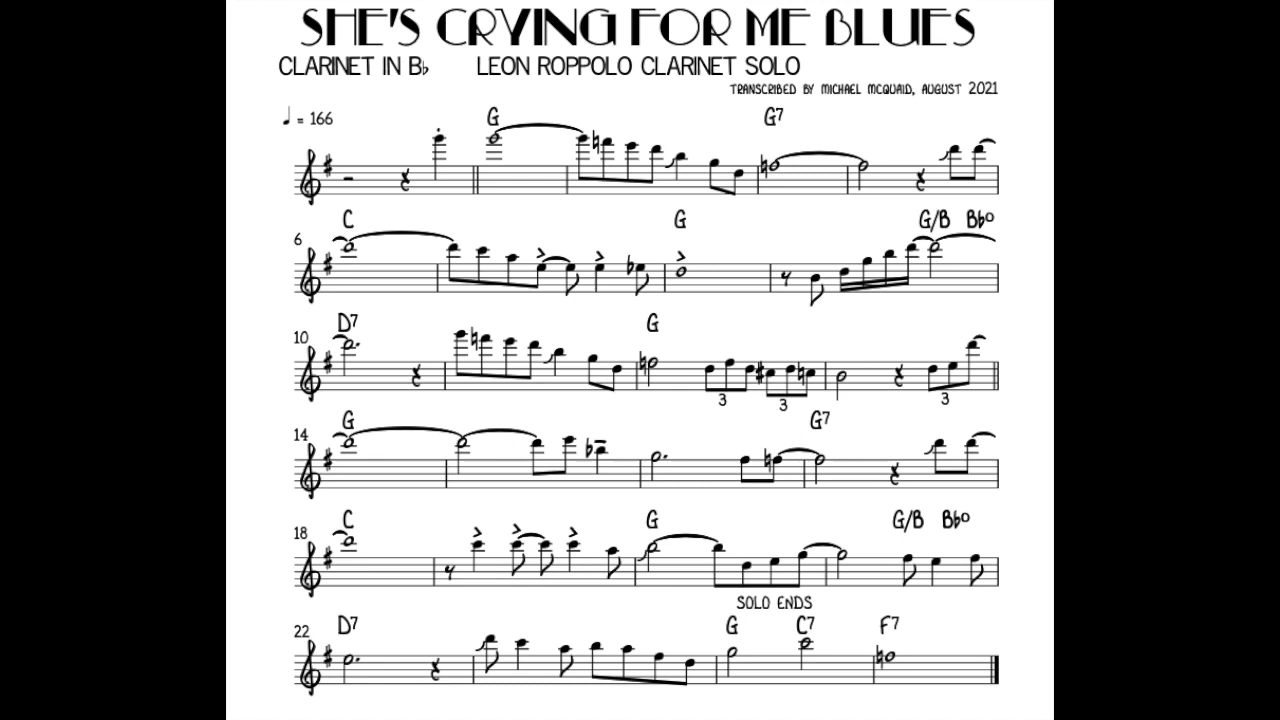 SHE'S CRYING FOR ME BLUES
CLARINET IN B♭ LEON ROPPOLO CLARINET SOLO
TRANSCRIBED BY MICHAEL MCQUAID, AUGUST 2021
♩ = 166
G G7
6 C G G/B B♭o
10 D7 G
3 3 3
14 G G7
18 C G G/B B♭o
SOLO ENDS
22 D7 G C7 F7